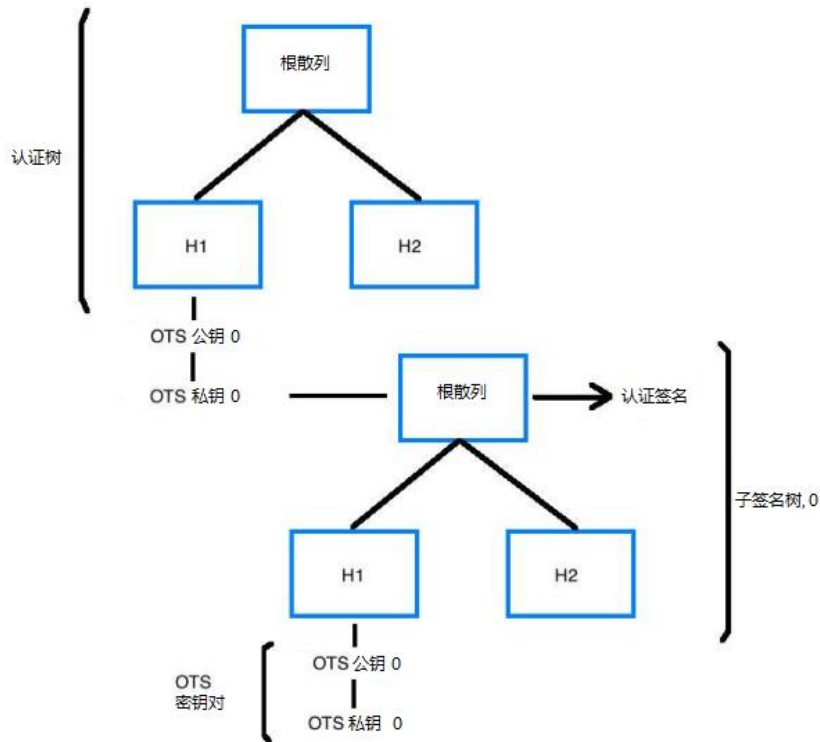 根散列
认证树
H1
H2
OTS 公钥 0
OTS 私钥 0
根散列
认证签名
子签名树, 0
H1
H2
OTS 公钥 0
OTS
密钥对
OTS 私钥 0